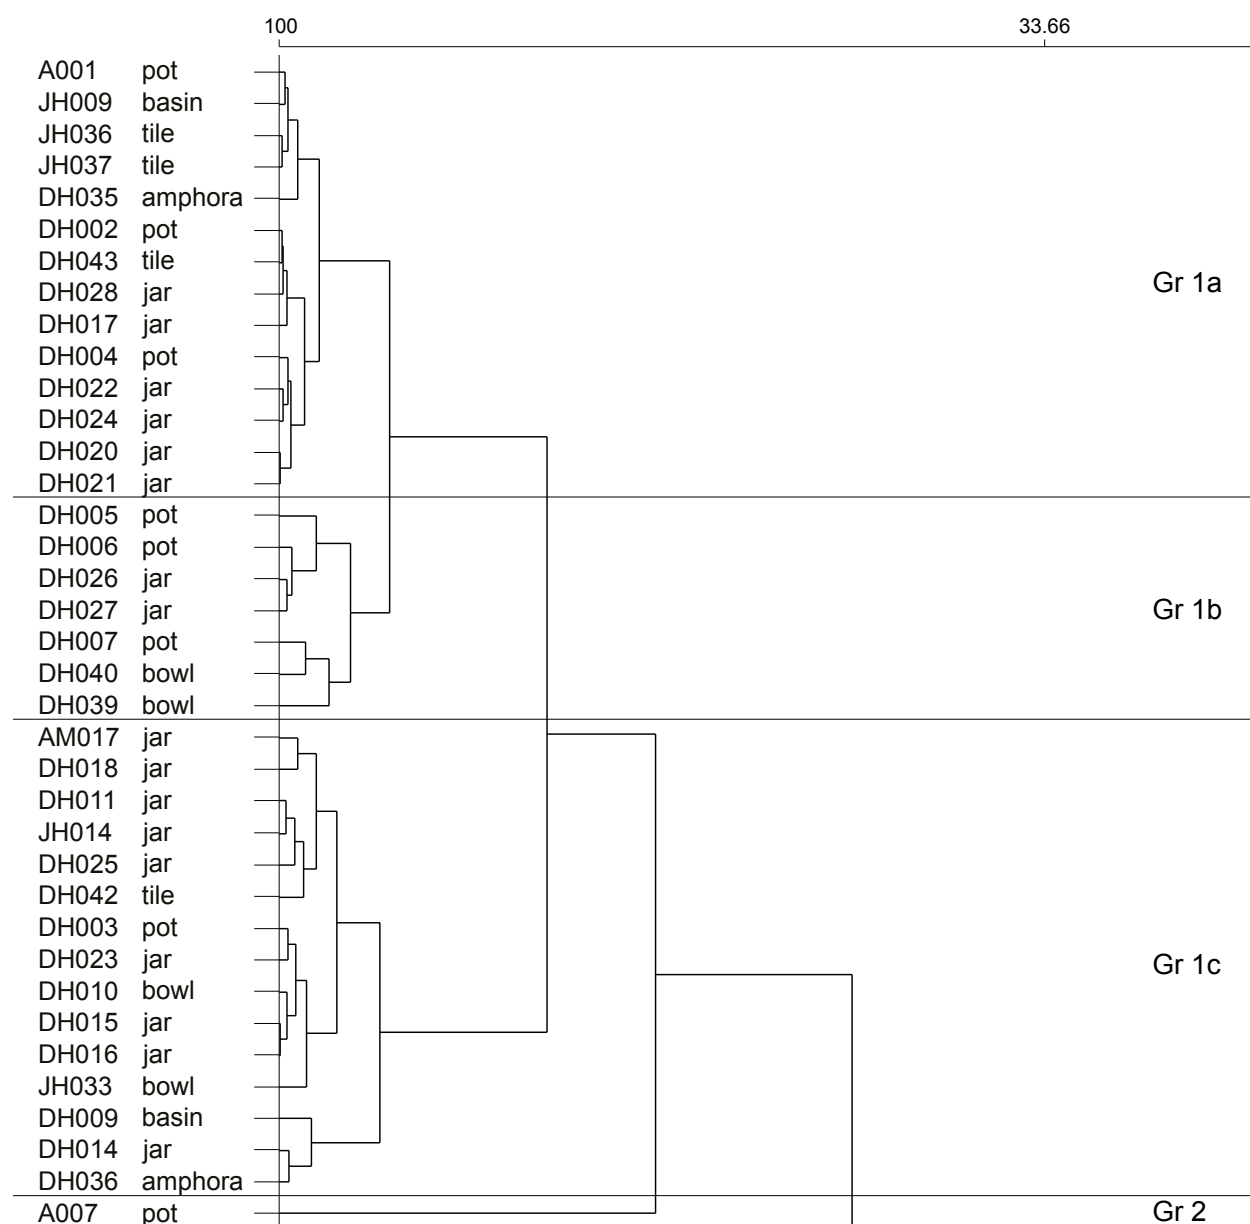 100 33.66
A001 pot
JH009 basin
JH036 tile
JH037 tile
DH035 amphora
DH002 pot
DH043 tile
DH028 jar
Gr 1a
DH017 jar
DH004 pot
DH022 jar
DH024 jar
DH020 jar
DH021 jar
DH005 pot
DH006 pot
DH026 jar
DH027 jar
Gr 1b
DH007 pot
DH040 bowl
DH039 bowl
AM017 jar
DH018 jar
DH011 jar
JH014 jar
DH025 jar
DH042 tile
DH003 pot
DH023 jar
Gr 1c
DH010 bowl
DH015 jar
DH016 jar
JH033 bowl
DH009 basin
DH014 jar
DH036 amphora
A007 pot Gr 2